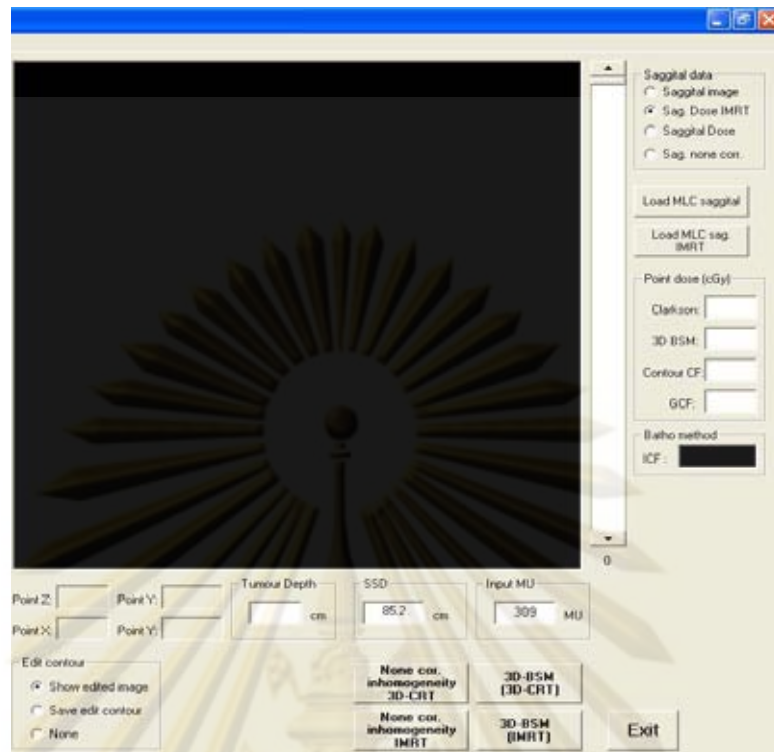 Saggital data
Saggital image
Sag. Dose IMRT
Saggital Dose
Sag. none corr.
Load MLC saggital
Load MLC sag.
IMRT
Point dose (cGy)
Clarkson:
3D-BSM:
Contour CF:
GCF:
Batho method
ICF :
0
Point Z:
Point Y:
Point X:
Point Y:
Tumour Depth
cm
SSD
85.2
cm
Input MU
309
MU
Edit contour
Show edited image
Save edit contour
None
None cor.
inhomogeneity
3D-CRT
3D-BSM
(3D-CRT)
None cor.
inhomogeneity
IMRT
3D-BSM
(IMRT)
Exit